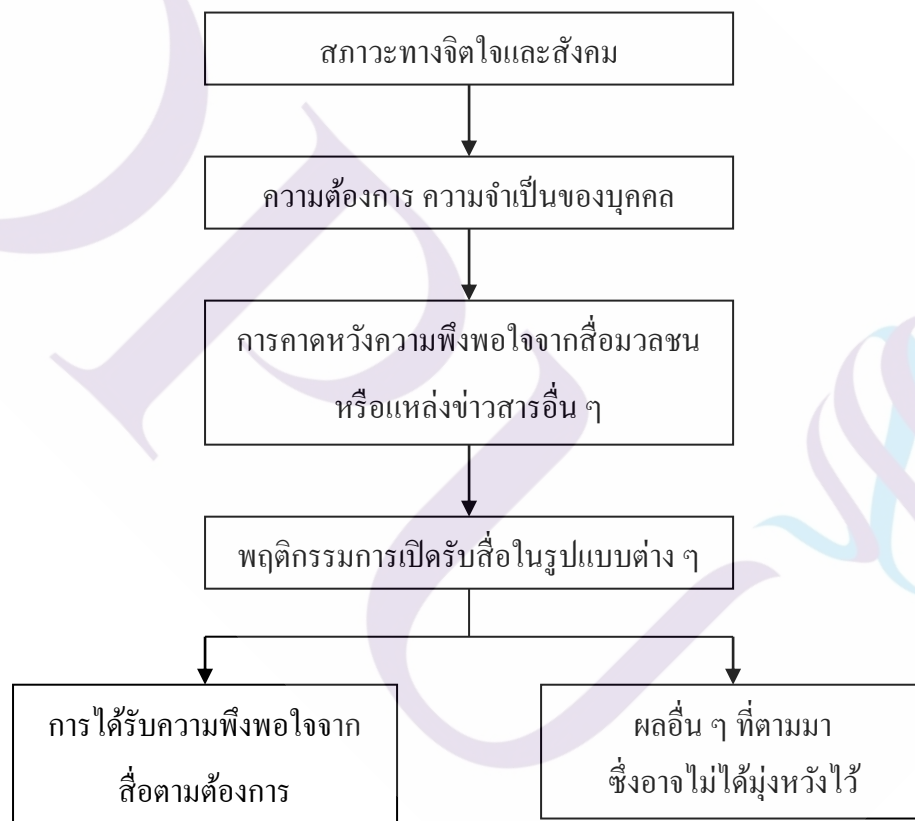 สภาวะทางจิตใจและสังคม
ความต้องการ ความจำเป็นของบุคคล
การคาดหวังความพึงพอใจจากสื่อมวลชน
หรือแหล่งข่าวสารอื่น ๆ
พฤติกรรมการเปิดรับสื่อในรูปแบบต่าง ๆ
การได้รับความพึงพอใจจาก
สื่อตามต้องการ
ผลอื่น ๆ ที่ตามมา
ซึ่งอาจไม่ได้มุ่งหวังไว้